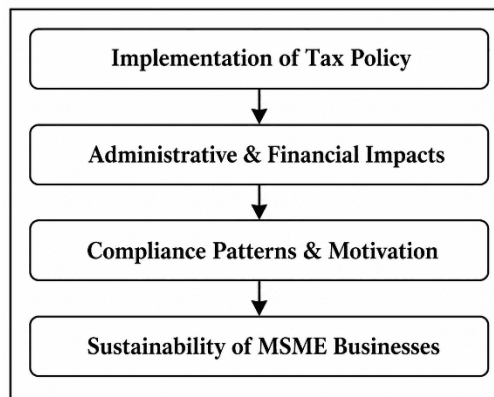 Implementation of Tax Policy
Administrative & Financial Impacts
Compliance Patterns & Motivation
Sustainability of MSME Businesses